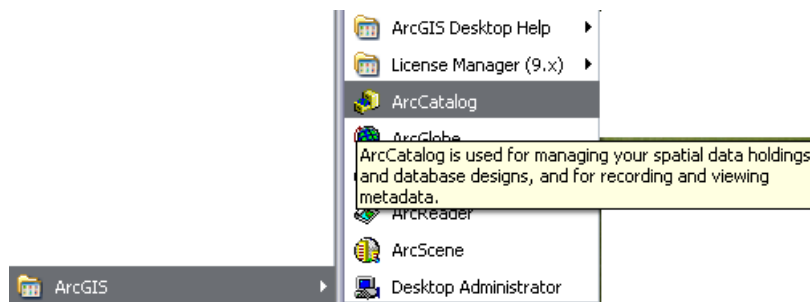 ArcGIS Desktop Help
License Manager (9.x)
ArcCatalog
ArcGlobe
ArcCatalog is used for managing your spatial data holdings
and database designs, and for recording and viewing
metadata.
ArcReader
ArcScene
ArcGIS
Desktop Administrator